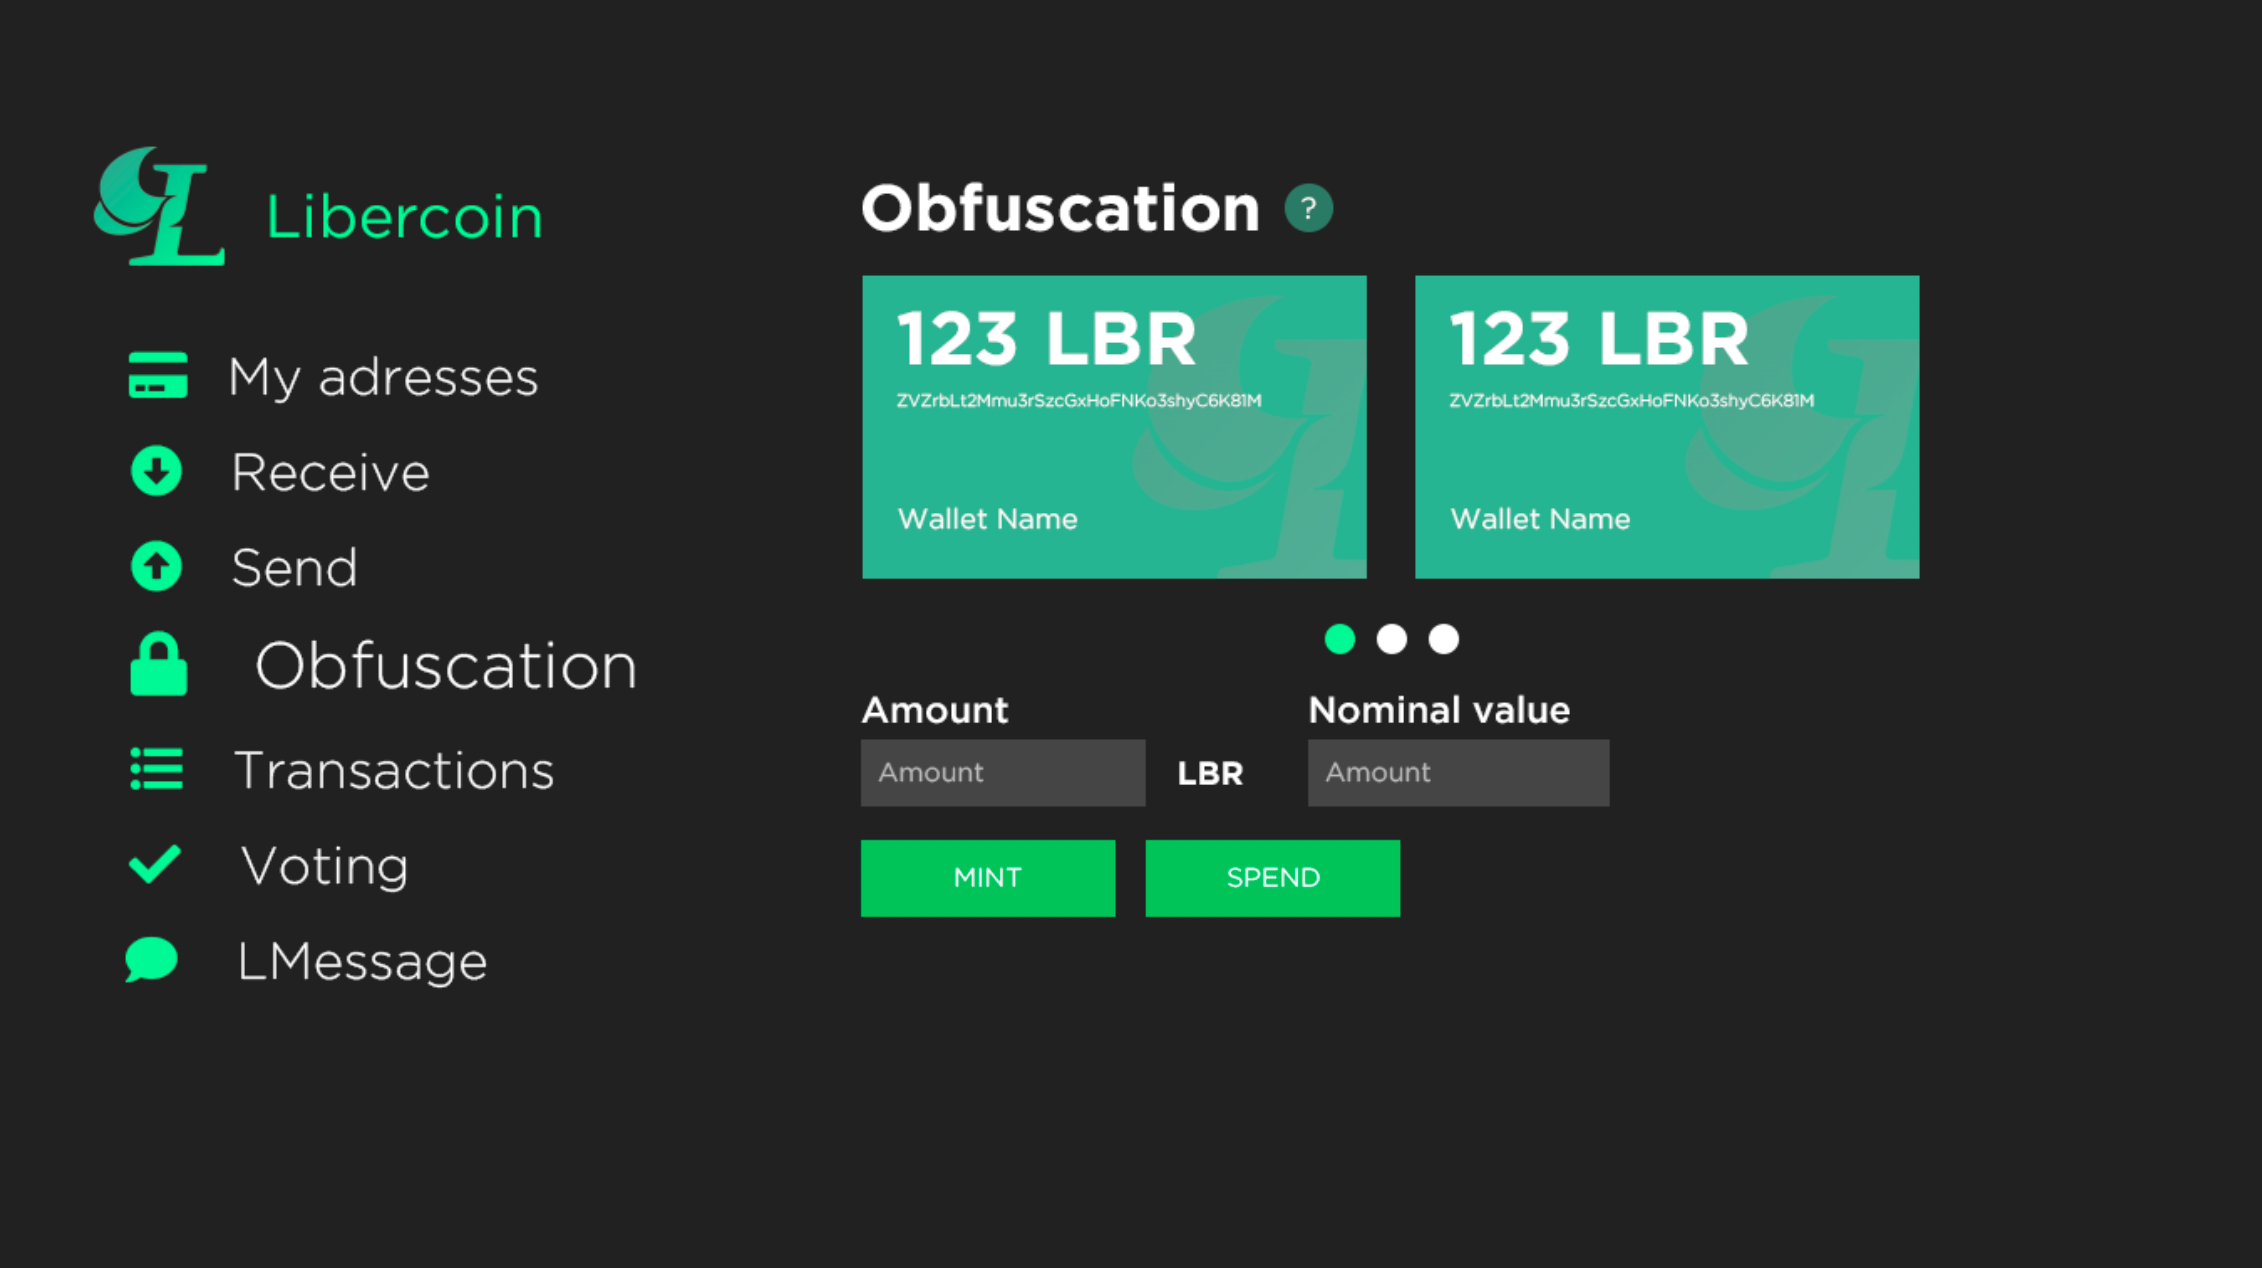 Libercoin
My adresses
Receive
Send
Obfuscation
Transactions
Voting
LMessage
Obfuscation ?
123 LBR
ZVZrbLt2Mmu3rSzcGxHoFNKo3shyC6K81M
Wallet Name
123 LBR
ZVZrbLt2Mmu3rSzcGxHoFNKo3shyC6K81M
Wallet Name
Amount
Amount
LBR
Nominal value
Amount
MINT
SPEND